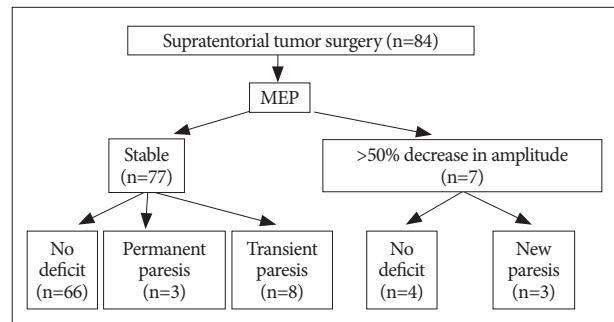 Supratentorial tumor surgery (n=84)
MEP
Stable
(n=77)
>50% decrease in amplitude
(n=7)
No
deficit
(n=66)
Permanent
paresis
(n=3)
Transient
paresis
(n=8)
No
deficit
(n=4)
New
paresis
(n=3)